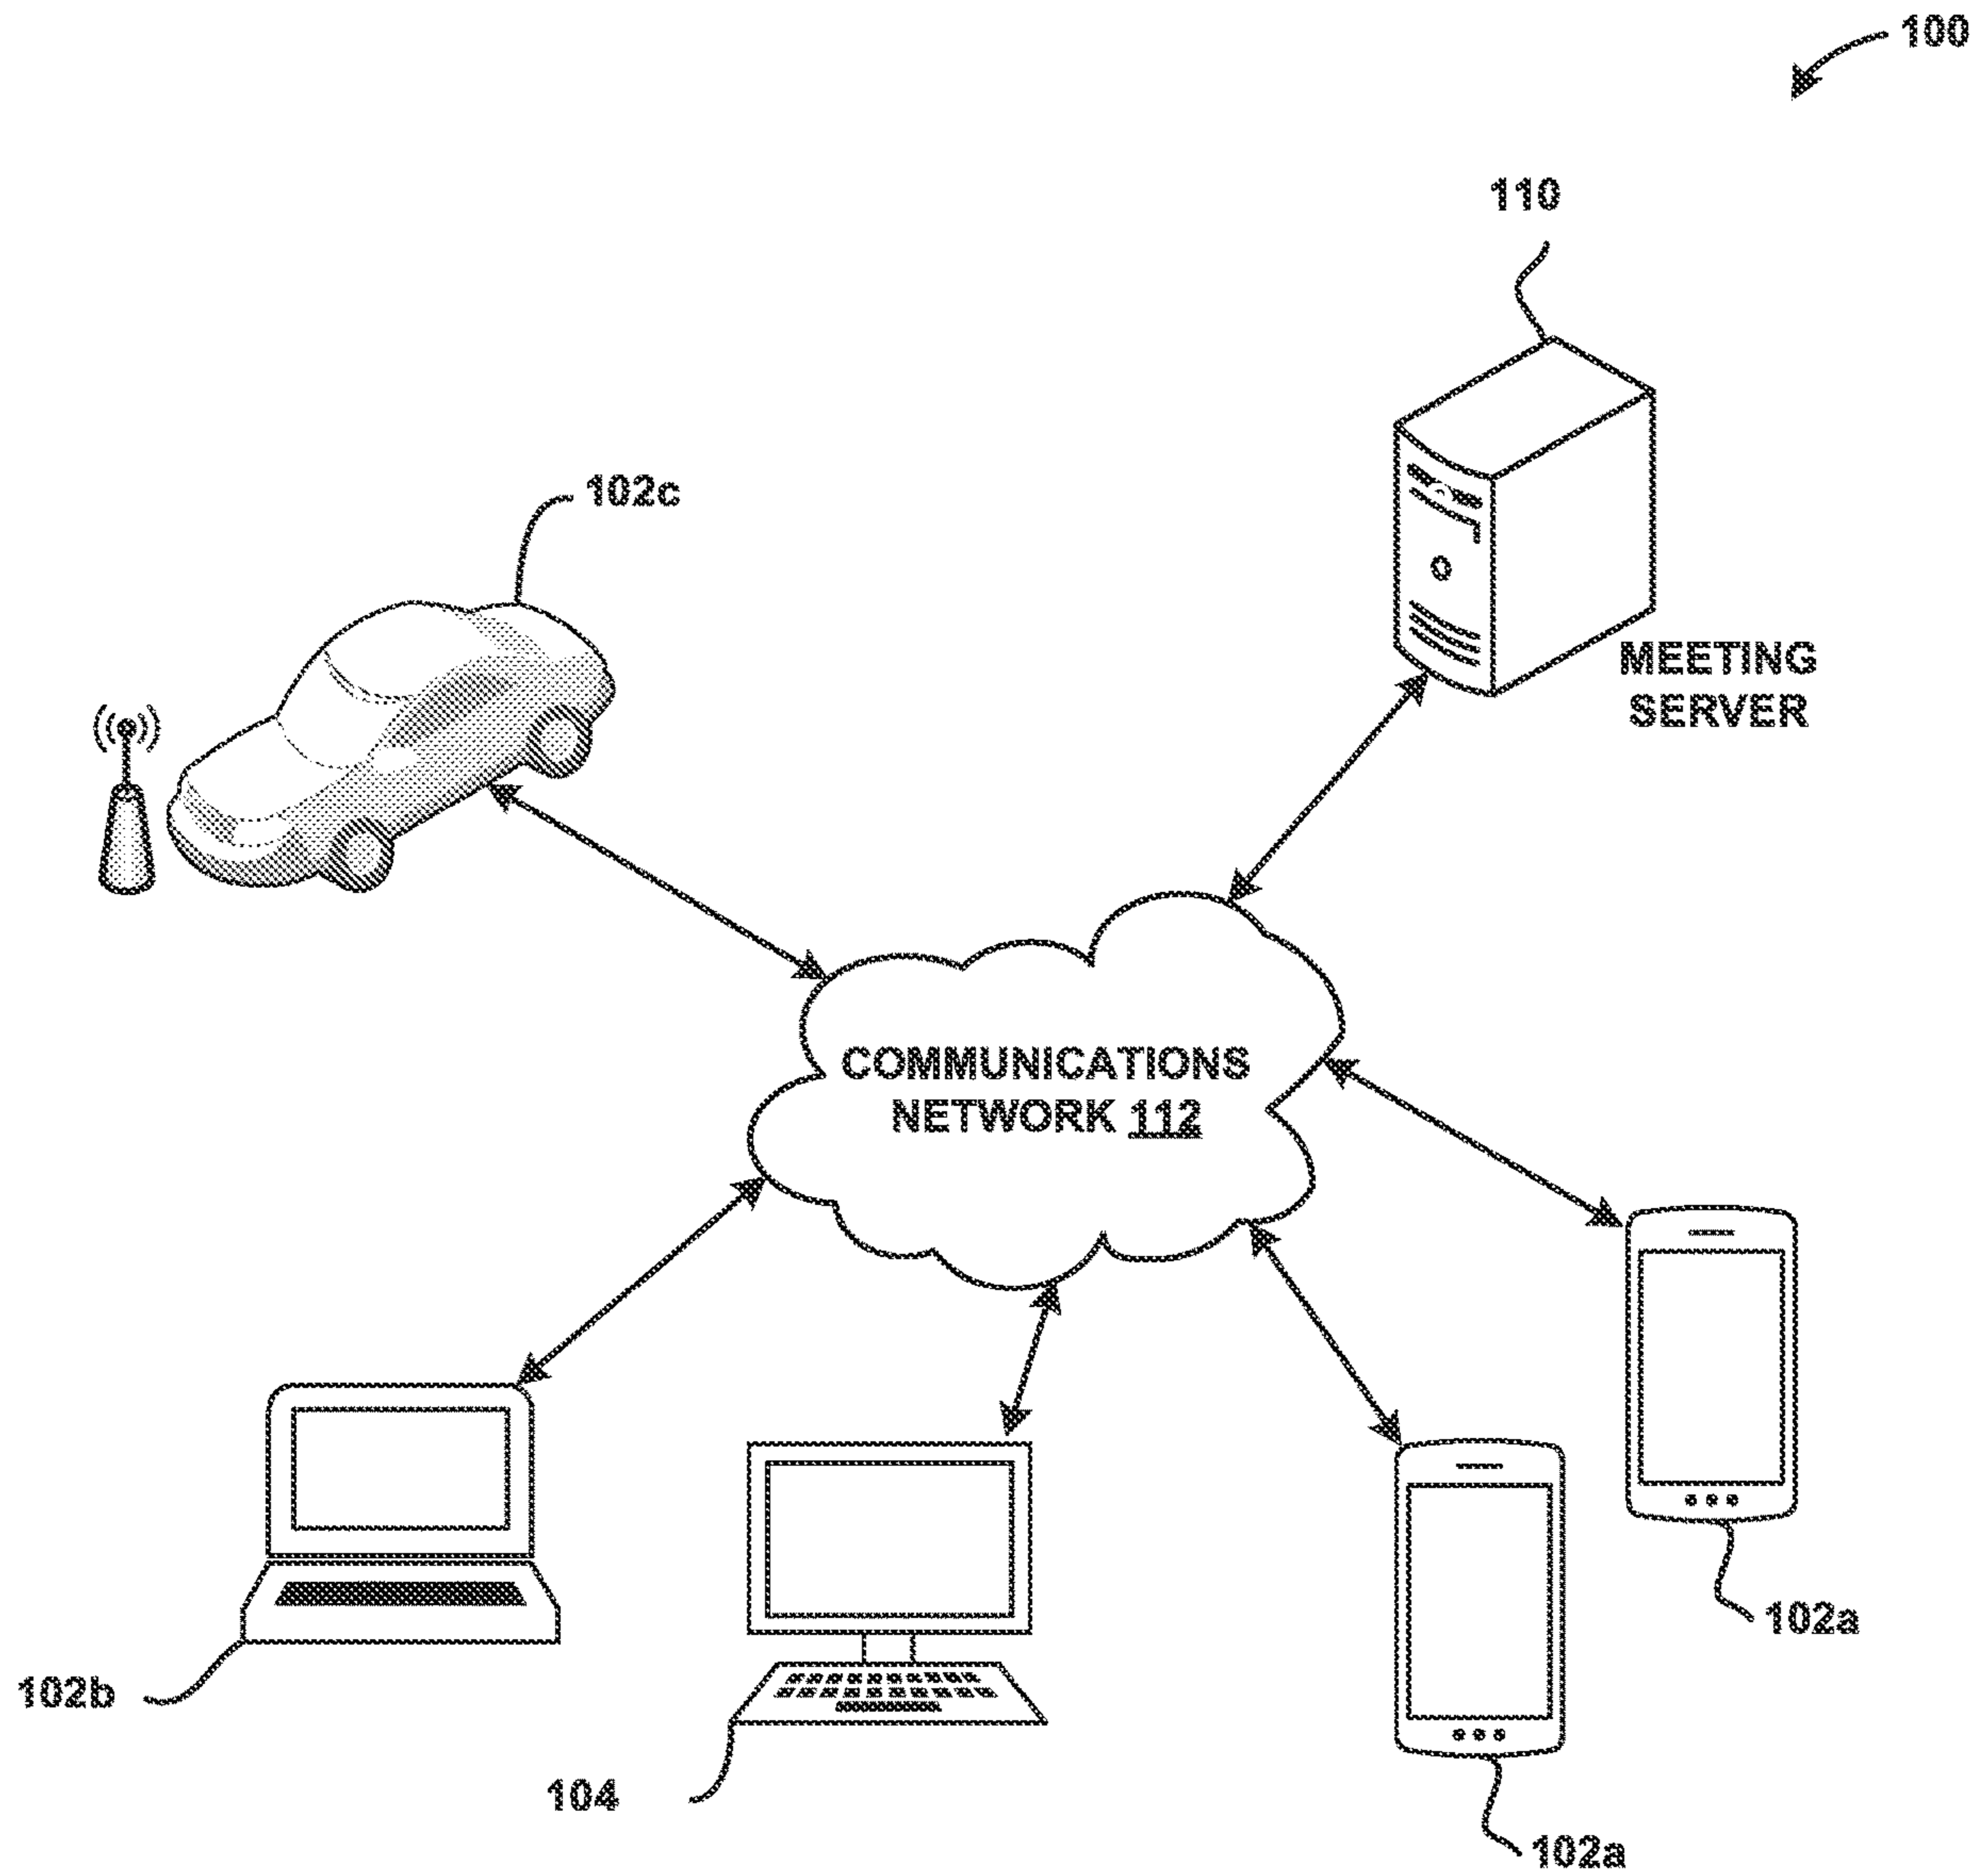 100
110
102c
MEETING
SERVER
COMMUNICATIONS
NETWORK 112
102a
102b
104
102a